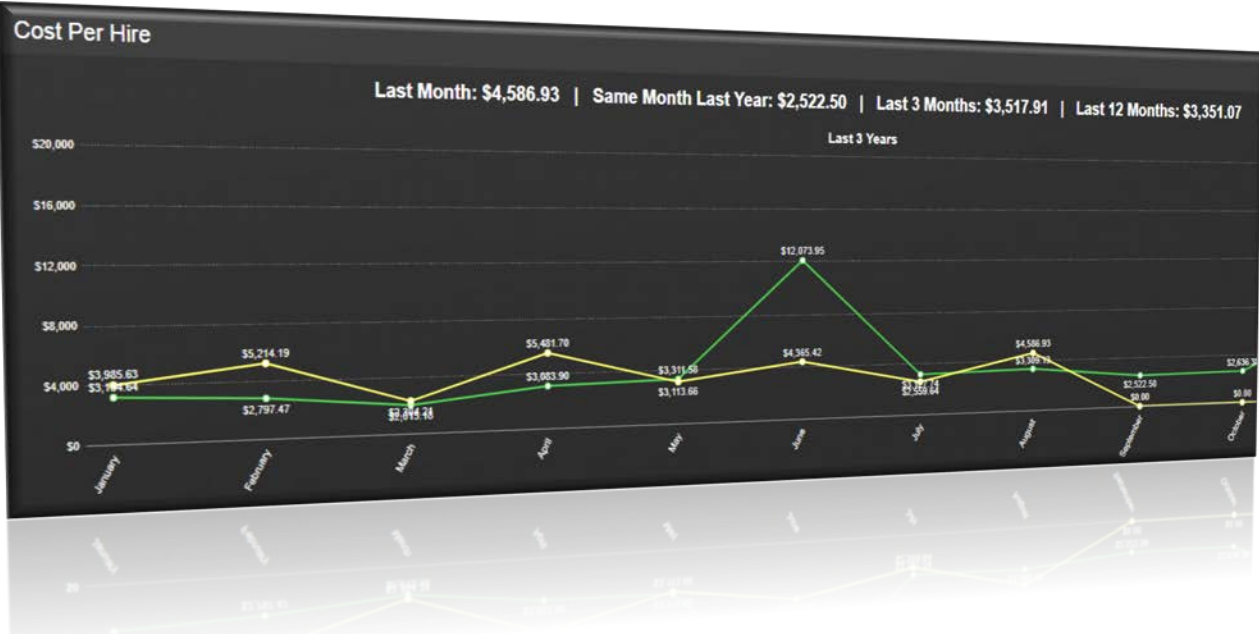 Cost Per Hire
Last Month: $4,586.93 | Same Month Last Year: $2,522.50 | Last 3 Months: $3,517.91 | Last 12 Months: $3,351.07
Last 3 Years
$20,000
$16,000
$12,000
$8,000
$4,000
$0
$3,985.63
$5,214.19
$2,797.47
$5,481.70
$3,083.90
$3,311.58
$3,113.66
$12,073.95
$4,365.42
$4,586.93
$2,522.50
$0.00
$0.00
January
February
March
April
May
June
July
August
September
October